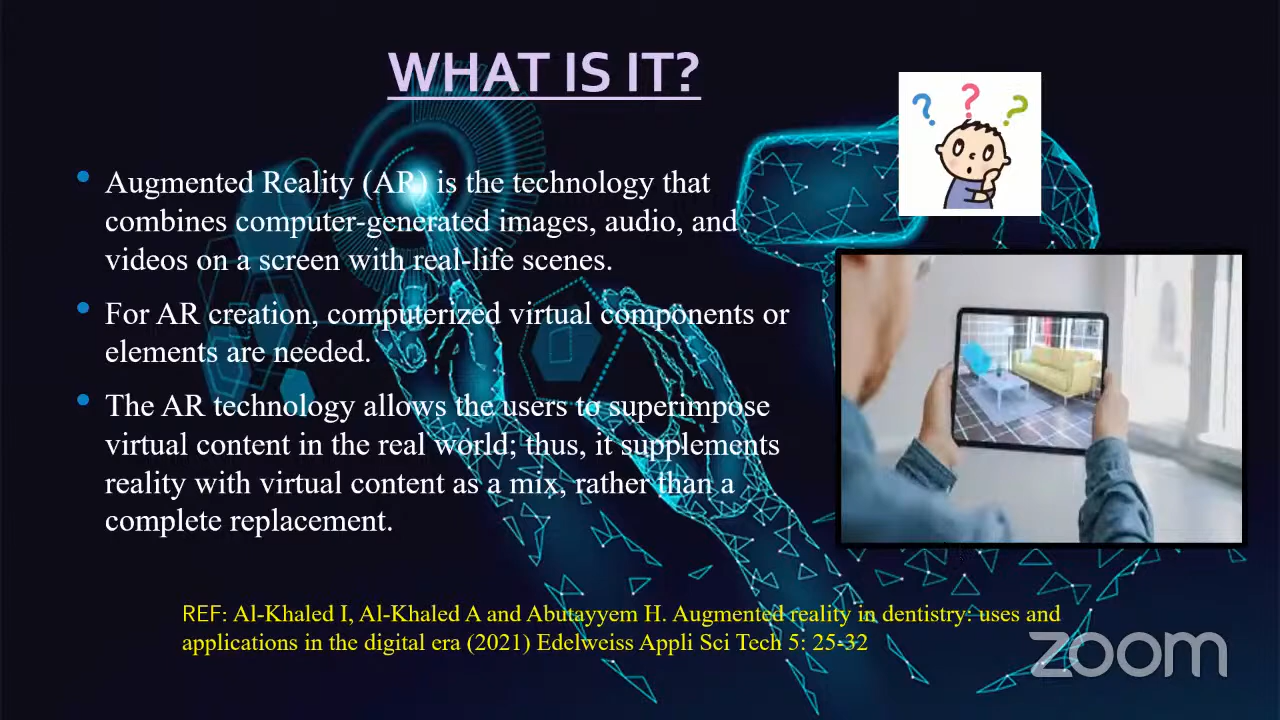 WHAT IS IT?
? ? ?
• Augmented Reality (AR) is the technology that
combines computer-generated images, audio, and
videos on a screen with real-life scenes.
• For AR creation, computerized virtual components or
elements are needed.
• The AR technology allows the users to superimpose
virtual content in the real world; thus, it supplements
reality with virtual content as a mix, rather than a
complete replacement.
REF: Al-Khaled I, Al-Khaled A and Abutayyem H. Augmented reality in dentistry: uses and
applications in the digital era (2021) Edelweiss Appli Sci Tech 5: 25-32
zoom